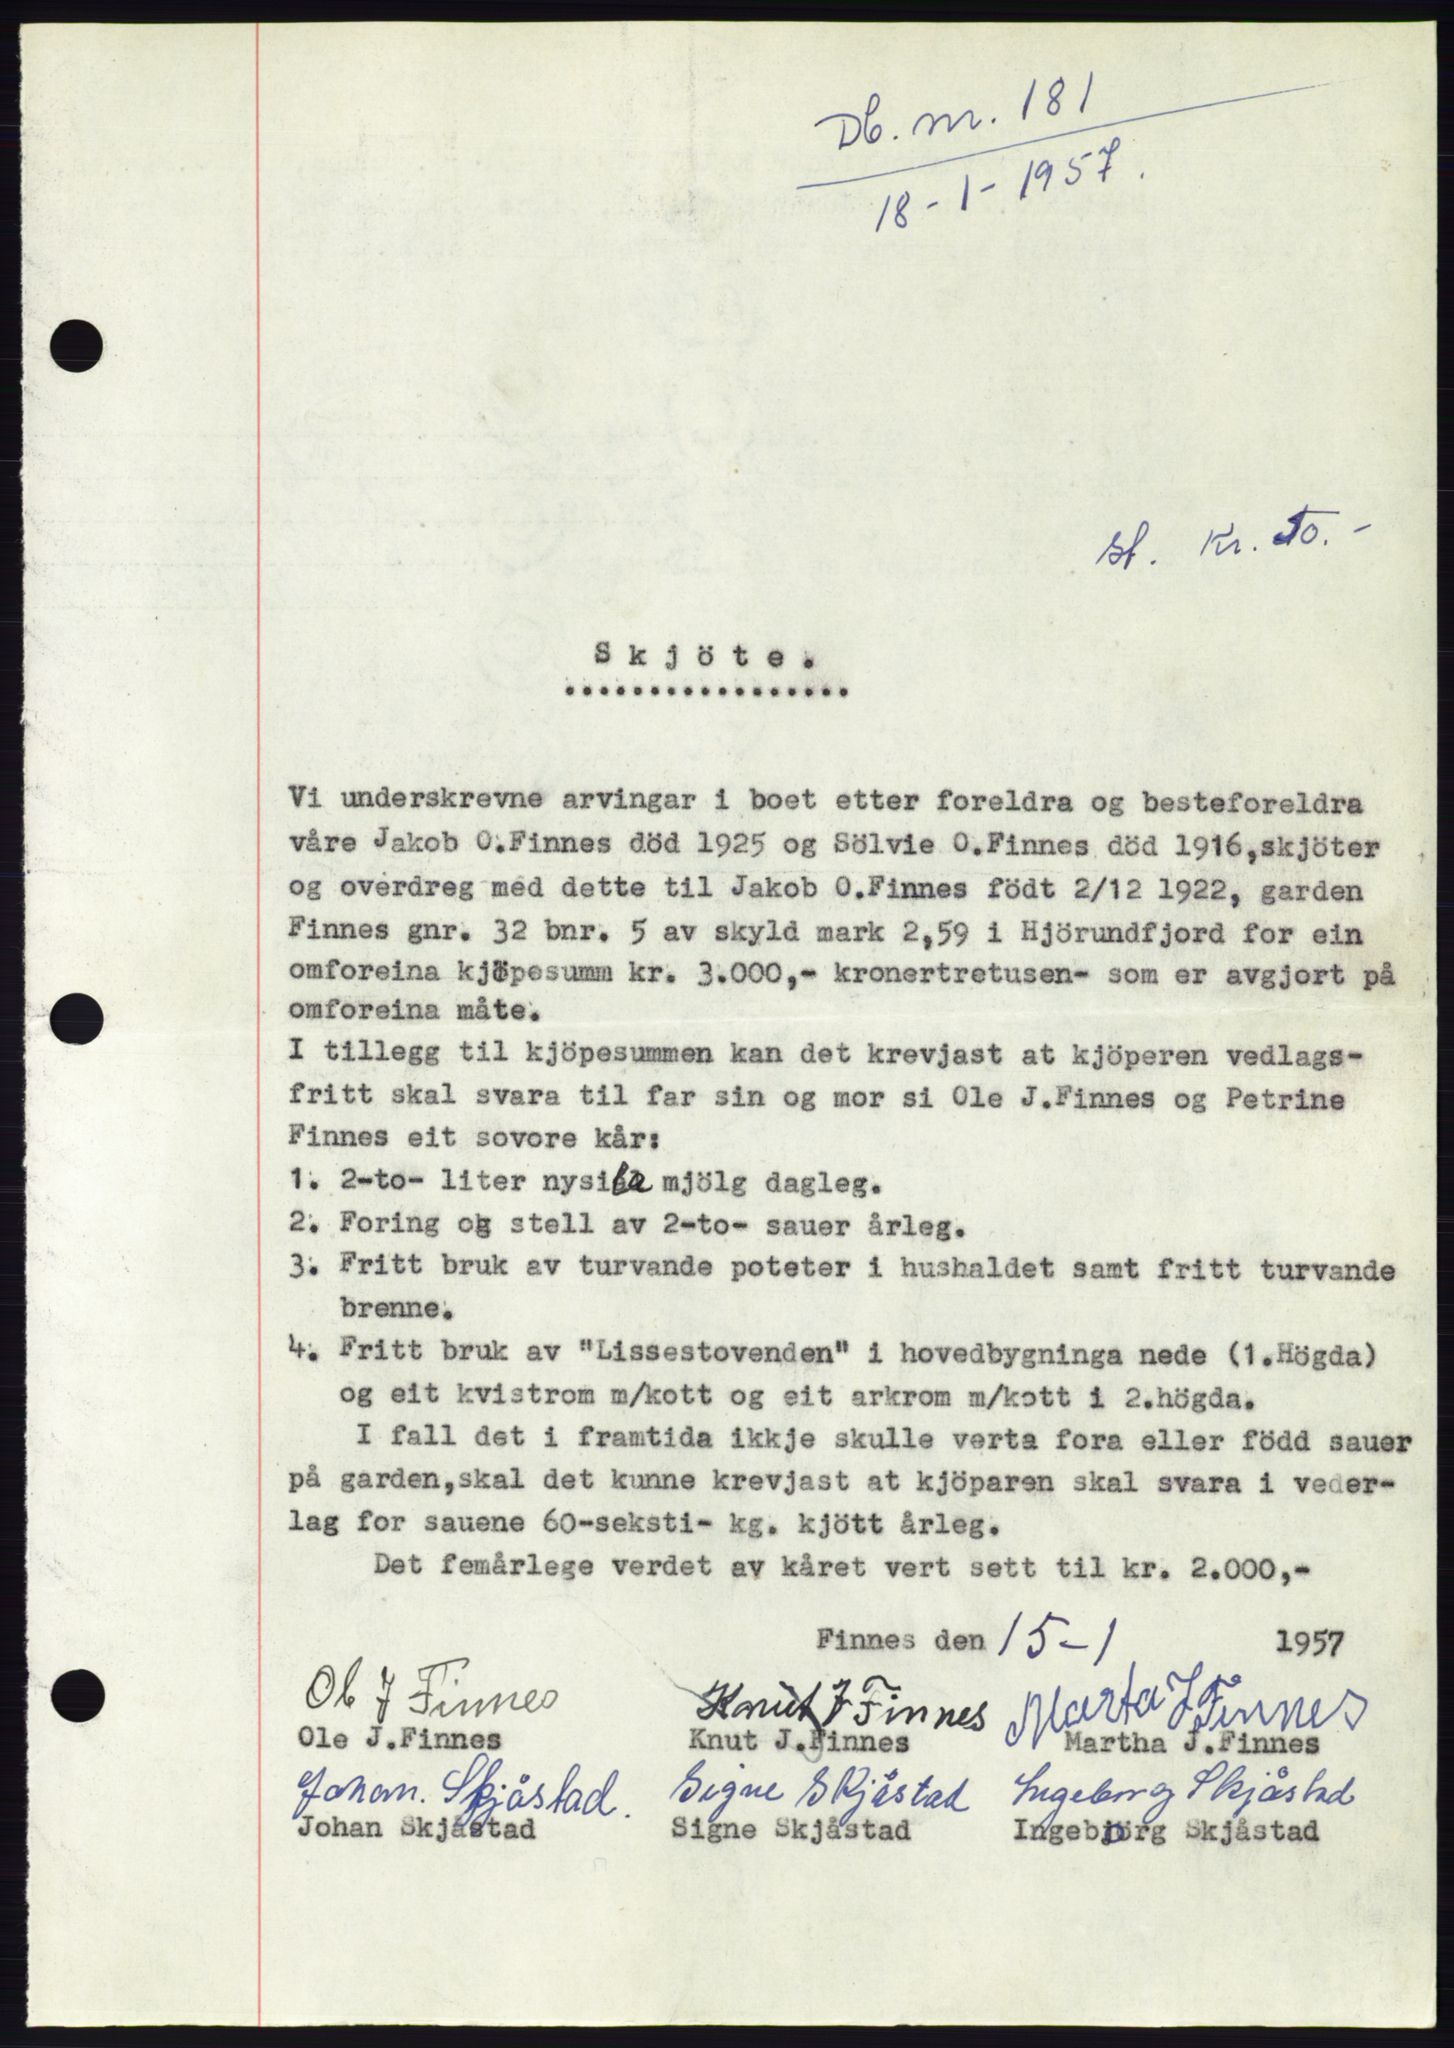 Db. nr. 181
18-1-1957.
st. kr. 50.-
Skjöte.
.................
Vi underskrevne arvingar i boet etter foreldra og besteforeldra
våre Jakob O.Finnes död 1925 og Sölvie O.Finnes död 1916,skjöter
og overdreg med dette til Jakob O.Finnes födt 2/12 1922, garden
Finnes gnr. 32 bnr. 5 av skyld mark 2,59 i Hjörundfjord for ein
omforeina kjöpesumm kr. 3.000,- kronertretusen- som er avgjort på
omforeina måte.
I tillegg til kjöpesummen kan det krevjast at kjöperen vedlags-
fritt skal svara til far sin og mor si Ole J.Finnes og Petrine
Finnes eit sovore kår:
1. 2-to- liter nysila mjölg dagleg.
2. Foring og stell av 2-to- sauer årleg.
3. Fritt bruk av turvande poteter i hushaldet samt fritt turvande
brenne.
4. Fritt bruk av "Lissestovenden" i hovedbygninga nede (1.Högda)
og eit kvistrom m/kott og eit arkrom m/kott i 2.högda.
I fall det i framtida ikkje skulle verta fora eller född sauer
på garden,skal det kunne krevjast at kjöparen skal svara i veder-
lag for sauene 60-seksti- kg. kjött årleg.
Det femårlege verdet av kåret vert sett til kr. 2.000,-
Finnes den 15-1 1957
Ole J Finnes Knut J Finnes Marta J Finnes
Ole J.Finnes Knut J.Finnes Martha J.Finnes
Johan. Skjåstad. Signe Skjåstad Ingeborg Skjåstad
Johan Skjåstad Signe Skjåstad Ingeborg Skjåstad